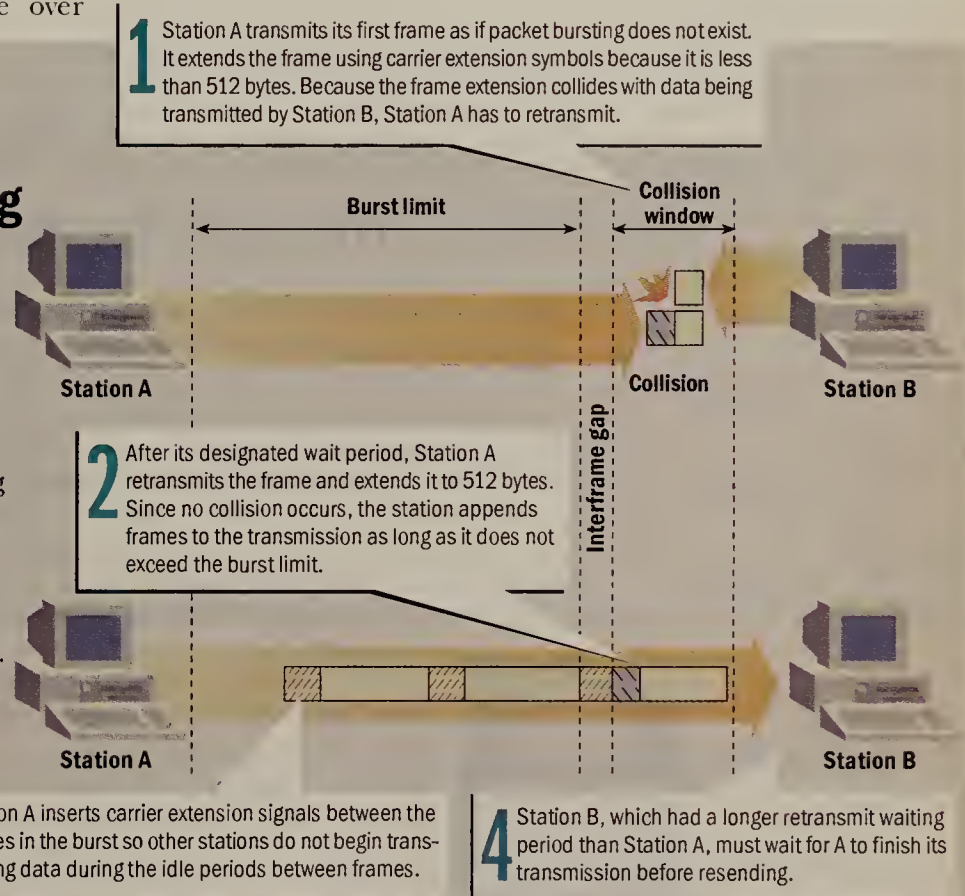 over
1 Station A transmits its first frame as if packet bursting does not exist.
It extends the frame using carrier extension symbols because it is less
than 512 bytes. Because the frame extension collides with data being
transmitted by Station B, Station A has to retransmit.
Burst limit
Collision
window
Station A
Collision
Station B
Interframe gap
2 After its designated wait period, Station A
retransmits the frame and extends it to 512 bytes.
Since no collision occurs, the station appends
frames to the transmission as long as it does not
exceed the burst limit.
Station A
Station B
A inserts carrier extension signals between the
in the burst so other stations do not begin trans-
data during the idle periods between frames.
4 Station B, which had a longer retransmit waiting
period than Station A, must wait for A to finish its
transmission before resending.